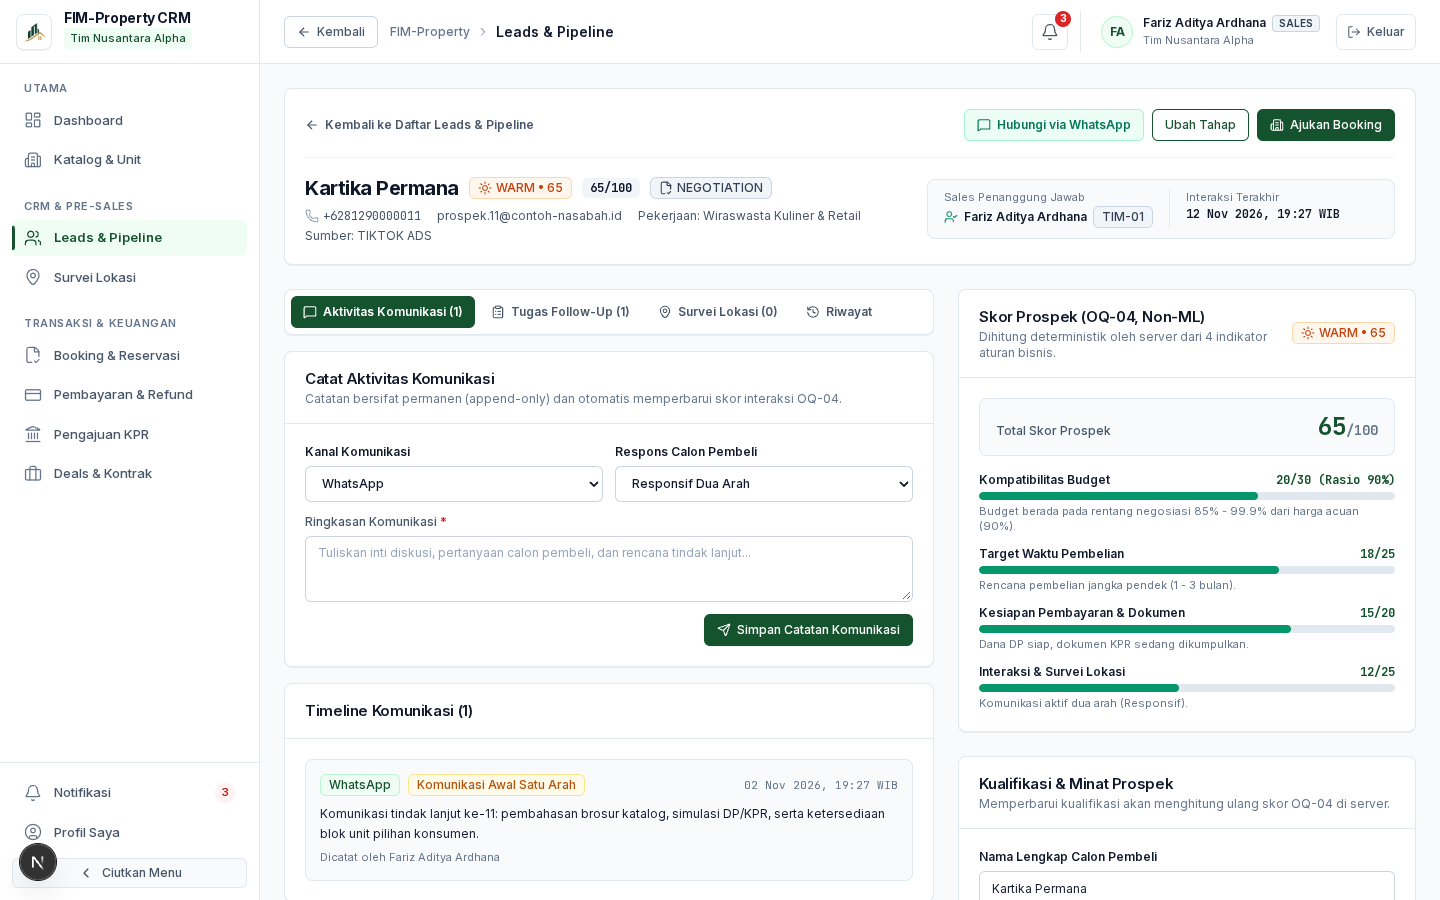 FIM-Property CRM
Tim Nusantara Alpha
UTAMA
Dashboard
Katalog & Unit
CRM & PRE-SALES
Leads & Pipeline
Survei Lokasi
TRANSAKSI & KEUANGAN
Booking & Reservasi
Pembayaran & Refund
Pengajuan KPR
Deals & Kontrak
Notifikasi
3
Profil Saya
N
Ciutkan Menu
Kembali
FIM-Property
Leads & Pipeline
3
FA
Fariz Aditya Ardhana SALES
Tim Nusantara Alpha
Keluar
Kembali ke Daftar Leads & Pipeline
Hubungi via WhatsApp
Ubah Tahap
Ajukan Booking
Kartika Permana WARM • 65 65/100 NEGOTIATION
+6281290000011 prospek.11@contoh-nasabah.id Pekerjaan: Wiraswasta Kuliner & Retail
Sumber: TIKTOK ADS
Sales Penanggung Jawab
Fariz Aditya Ardhana TIM-01
Interaksi Terakhir
12 Nov 2026, 19:27 WIB
Aktivitas Komunikasi (1)
Tugas Follow-Up (1)
Survei Lokasi (0)
Riwayat
Catat Aktivitas Komunikasi
Catatan bersifat permanen (append-only) dan otomatis memperbarui skor interaksi OQ-04.
Kanal Komunikasi
WhatsApp
Respons Calon Pembeli
Responsif Dua Arah
Ringkasan Komunikasi *
Tuliskan inti diskusi, pertanyaan calon pembeli, dan rencana tindak lanjut...
Simpan Catatan Komunikasi
Timeline Komunikasi (1)
WhatsApp Komunikasi Awal Satu Arah 02 Nov 2026, 19:27 WIB
Komunikasi tindak lanjut ke-11: pembahasan brosur katalog, simulasi DP/KPR, serta ketersediaan
blok unit pilihan konsumen.
Dicatat oleh Fariz Aditya Ardhana
Skor Prospek (OQ-04, Non-ML)
Dihitung deterministik oleh server dari 4 indikator
aturan bisnis.
WARM • 65
Total Skor Prospek 65/100
Kompatibilitas Budget 20/30 (Rasio 90%)
Budget berada pada rentang negosiasi 85% - 99.9% dari harga acuan
(90%).
Target Waktu Pembelian 18/25
Rencana pembelian jangka pendek (1 - 3 bulan).
Kesiapan Pembayaran & Dokumen 15/20
Dana DP siap, dokumen KPR sedang dikumpulkan.
Interaksi & Survei Lokasi 12/25
Komunikasi aktif dua arah (Responsif).
Kualifikasi & Minat Prospek
Memperbarui kualifikasi akan menghitung ulang skor OQ-04 di server.
Nama Lengkap Calon Pembeli
Kartika Permana